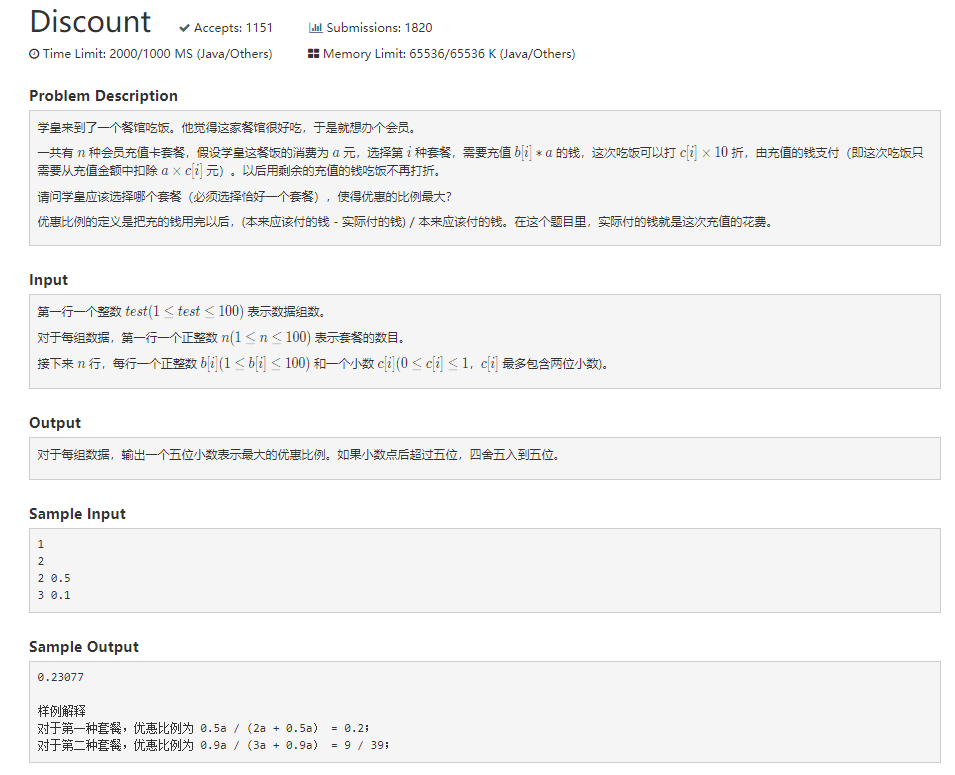 Discount ✔ Accepts: 1151 Submissions: 1820
Time Limit: 2000/1000 MS (Java/Others) Memory Limit: 65536/65536 K (Java/Others)
Problem Description
学皇来到了一个餐馆吃饭。他觉得这家餐馆很好吃，于是就想办个会员。
一共有 n 种会员充值卡套餐，假设学皇这餐饭的消费为 a 元，选择第 i 种套餐，需要充值 b[i] ∗ a 的钱，这次吃饭可以打 c[i] × 10 折，由充值的钱支付（即这次吃饭只
需要从充值金额中扣除 a × c[i] 元）。以后用剩余的充值的钱吃饭不再打折。
请问学皇应该选择哪个套餐（必须选择恰好一个套餐），使得优惠的比例最大？
优惠比例的定义是把充的钱用完以后，(本来应该付的钱 - 实际付的钱) / 本来应该付的钱。在这个题目里，实际付的钱就是这次充值的花费。
Input
第一行一个整数 test(1 ≤ test ≤ 100) 表示数据组数。
对于每组数据，第一行一个正整数 n(1 ≤ n ≤ 100) 表示套餐的数目。
接下来 n 行，每行一个正整数 b[i](1 ≤ b[i] ≤ 100) 和一个小数 c[i](0 ≤ c[i] ≤ 1，c[i] 最多包含两位小数)。
Output
对于每组数据，输出一个五位小数表示最大的优惠比例。如果小数点后超过五位，四舍五入到五位。
Sample Input
1
2
2 0.5
3 0.1
Sample Output
0.23077
样例解释
对于第一种套餐，优惠比例为 0.5a / (2a + 0.5a) = 0.2;
对于第二种套餐，优惠比例为 0.9a / (3a + 0.9a) = 9 / 39;